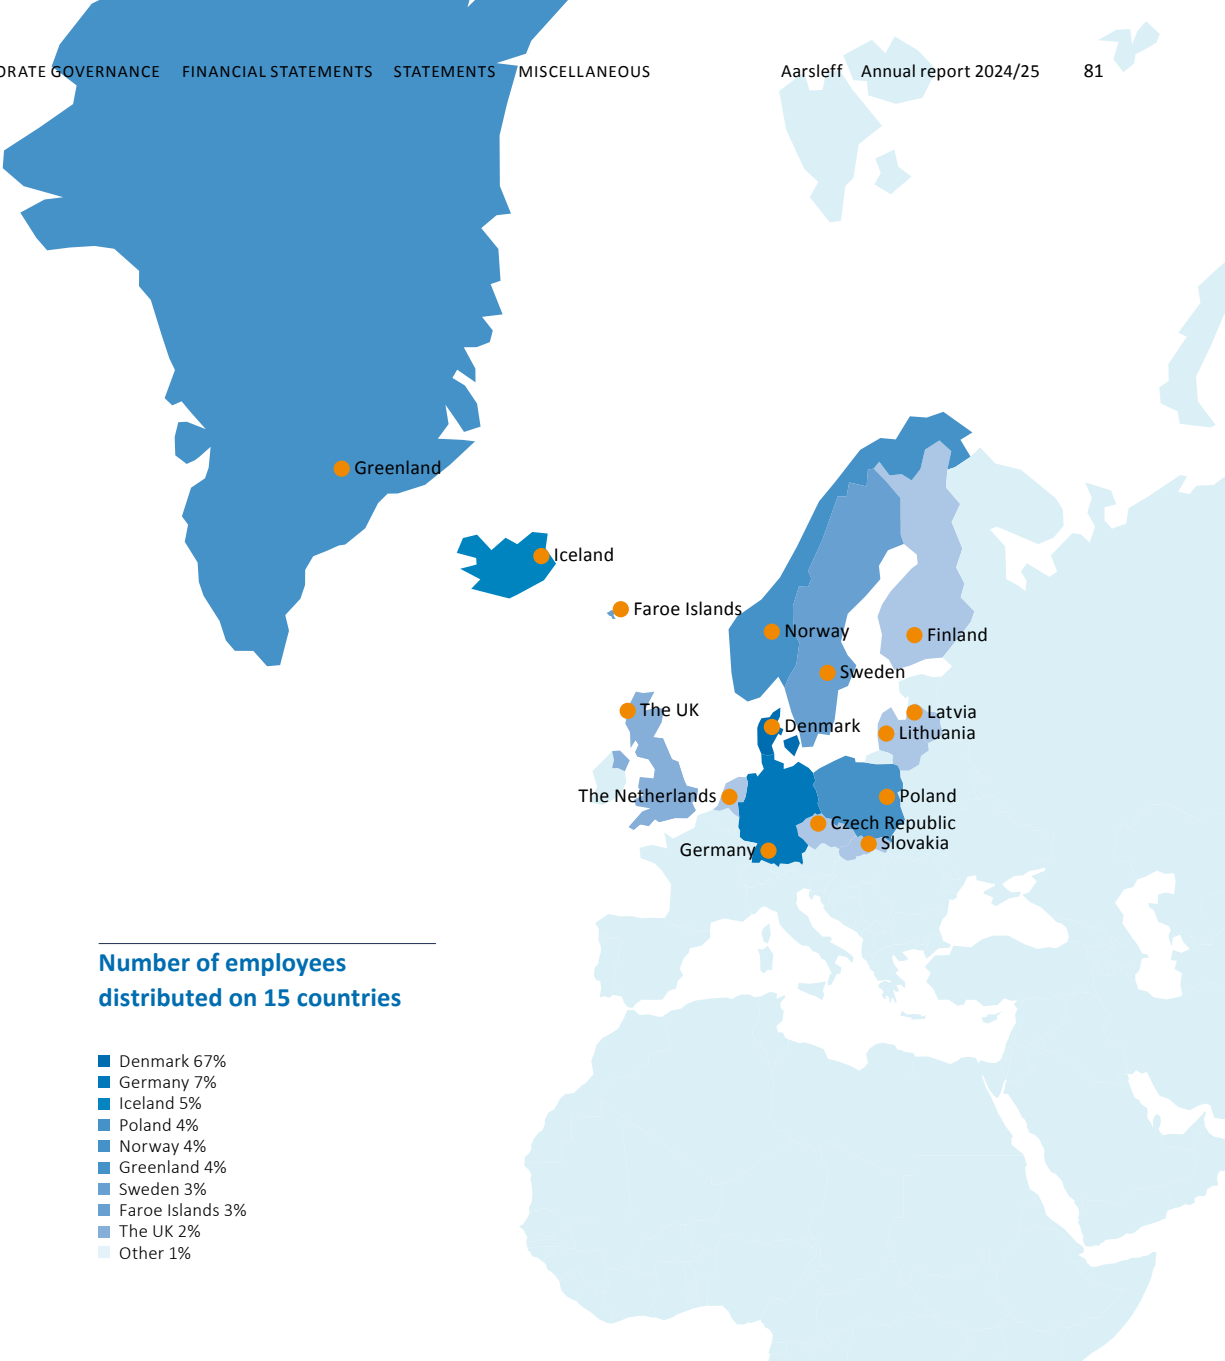 ORATE GOVERNANCE FINANCIAL STATEMENTS STATEMENTS MISCELLANEOUS Aarsleff Annual report 2024/25 81
Greenland
Iceland
Faroe Islands
Norway
Finland
Sweden
The UK
Latvia
Denmark
Lithuania
The Netherlands
Poland
Czech Republic
Slovakia
Germany
Number of employees
distributed on 15 countries
Denmark 67%
Germany 7%
Iceland 5%
Poland 4%
Norway 4%
Greenland 4%
Sweden 3%
Faroe Islands 3%
The UK 2%
Other 1%